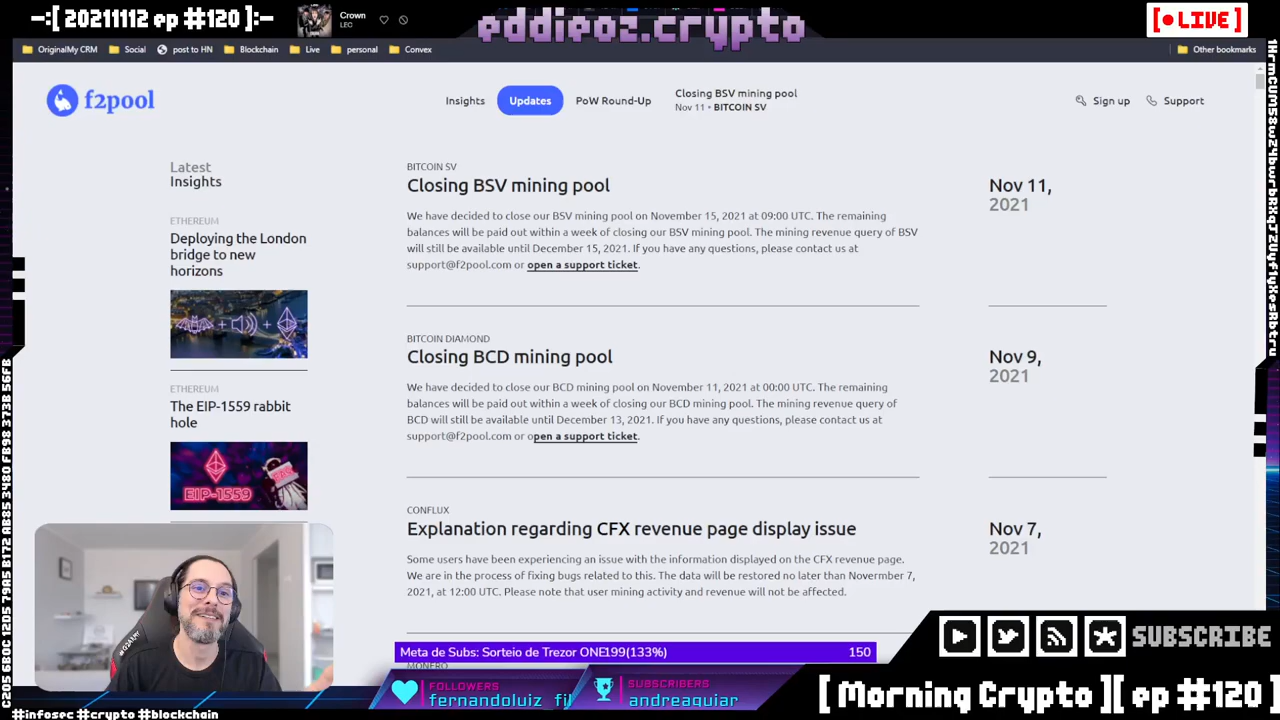 -:[ 20211112 ep #120 ]:-
Crown
LEO
eddieoz.crypto
[● LIVE ]
OriginalMy CRM
Social
post to HN
Blockchain
Live
personal
Convex
Other bookmarks
f2pool
Insights
Updates
PoW Round-Up
Closing BSV mining pool
Nov 11 • BITCOIN SV
Sign up
Support
Latest
Insights
ETHEREUM
Deploying the London
bridge to new
horizons
ETHEREUM
The EIP-1559 rabbit
hole
EIP-1559
BITCOIN SV
Closing BSV mining pool
Nov 11,
2021
We have decided to close our BSV mining pool on November 15, 2021 at 09:00 UTC. The remaining
balances will be paid out within a week of closing our BSV mining pool. The mining revenue query of BSV
will still be available until December 15, 2021. If you have any questions, please contact us at
support@f2pool.com or open a support ticket.
BITCOIN DIAMOND
Closing BCD mining pool
Nov 9,
2021
We have decided to close our BCD mining pool on November 11, 2021 at 00:00 UTC. The remaining
balances will be paid out within a week of closing our BCD mining pool. The mining revenue query of
BCD will still be available until December 13, 2021. If you have any questions, please contact us at
support@f2pool.com or open a support ticket.
CONFLUX
Explanation regarding CFX revenue page display issue
Nov 7,
2021
Some users have been experiencing an issue with the information displayed on the CFX revenue page.
We are in the process of fixing bugs related to this. The data will be restored no later than Novermber 7,
2021, at 12:00 UTC. Please note that user mining activity and revenue will not be affected.
MONERO
Meta de Subs: Sorteio de Trezor ONE199(133%)
150
FOLLOWERS
fernandoluiz_fil
SUBSCRIBERS
andreaquiar
SUBSCRIBE
[ Morning Crypto ][ ep #120 ]
#infosec #crypto #blockchain